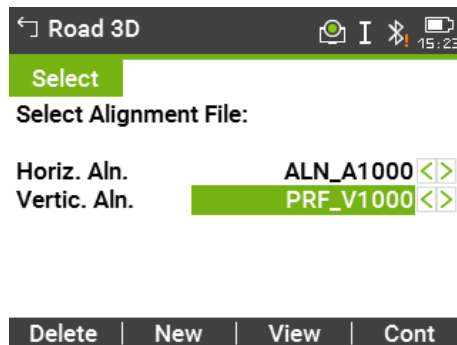 Road 3D I 15:23
Select
Select Alignment File:
Horiz. Aln. ALN_A1000
Vertic. Aln. PRF_V1000
Delete | New | View | Cont